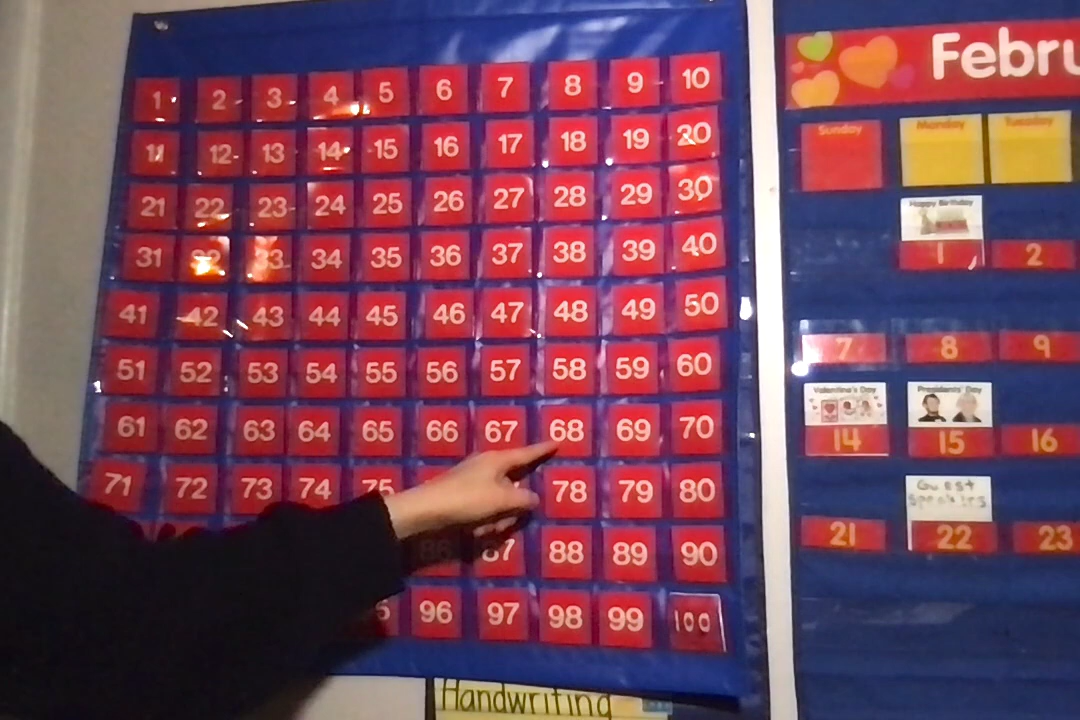 1 2 3 4 5 6 7 8 9 10
11 12 13 14 15 16 17 18 19 20
21 22 23 24 25 26 27 28 29 30
31 32 33 34 35 36 37 38 39 40
41 42 43 44 45 46 47 48 49 50
51 52 53 54 55 56 57 58 59 60
61 62 63 64 65 66 67 68 69 70
71 72 73 74 75 78 79 80
86 87 88 89 90
96 97 98 99 100
Handwriting
Febru
Sunday Monday Tuesday
Happy Birthday
1 2
7 8 9
Valentine's Day Presidents' Day
14 15 16
Guest
speakers
21 22 23